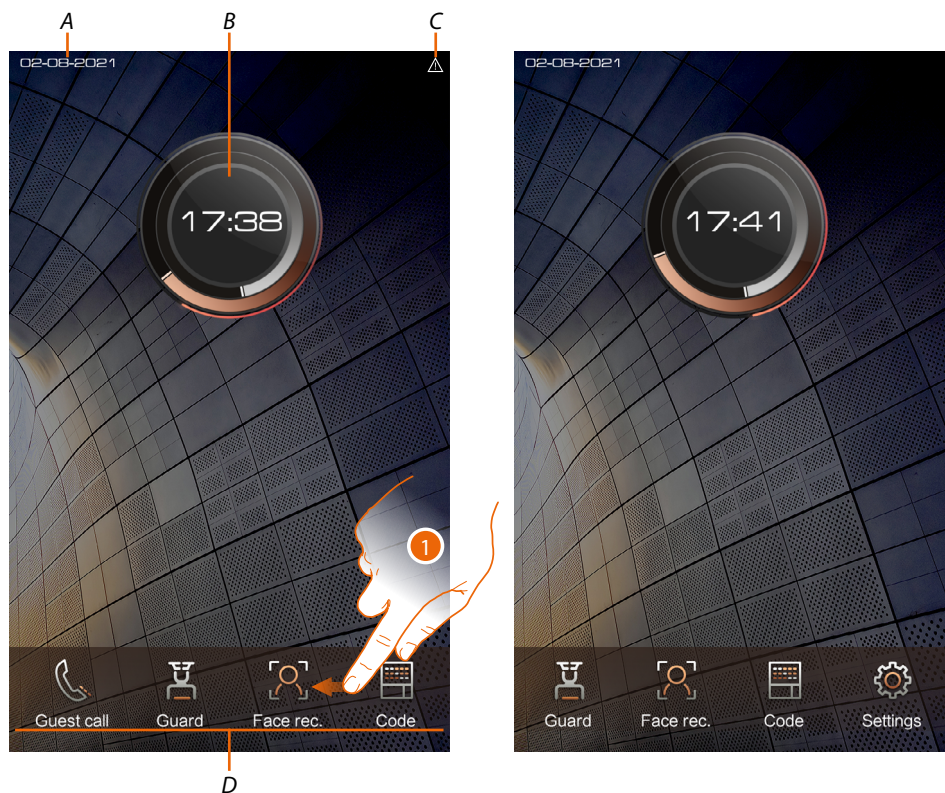 A B C
02-08-2021
17:38
1
Guest call Guard Face rec. Code
D
02-08-2021
17:41
Guard Face rec. Code Settings